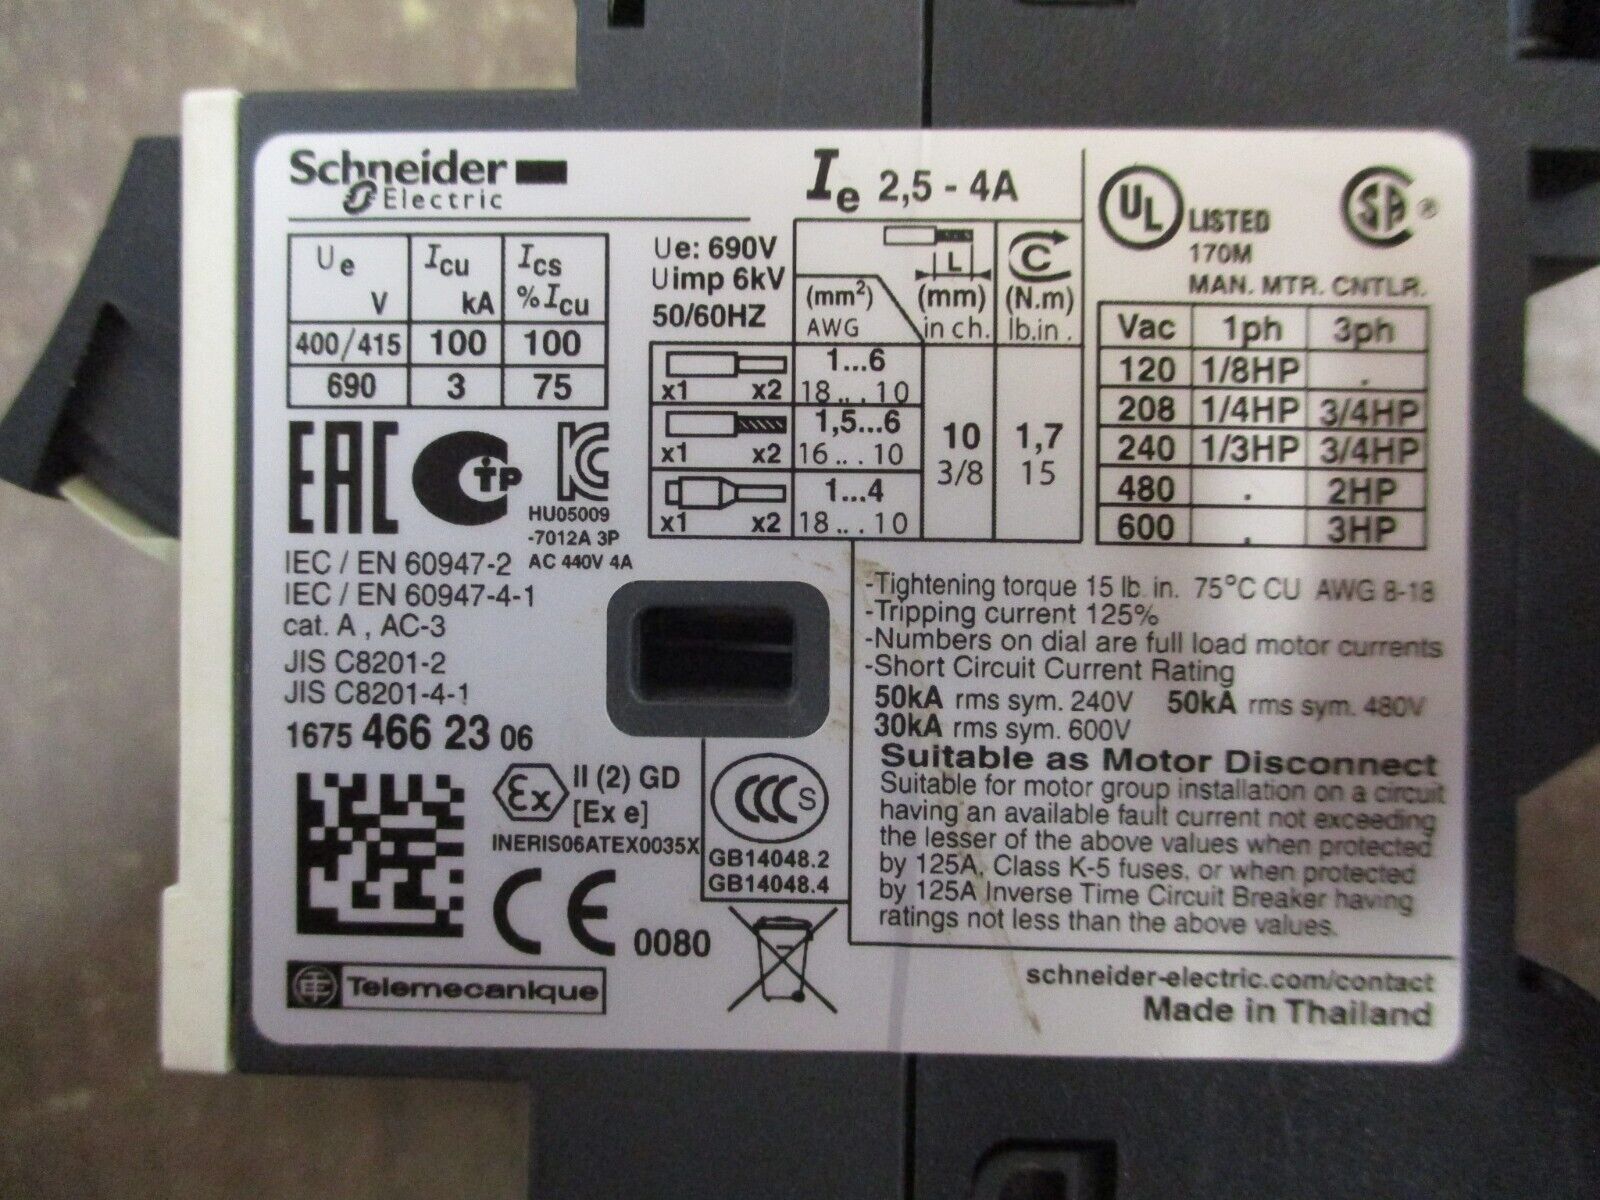 Schneider
Electric
Ie 2,5 - 4A
Ue V
Icu kA
Ics %Icu
400/415 100 100
690 3 75
Ue: 690V
Uimp 6kV
50/60HZ
(mm²)
AWG
L
(mm)
in ch.
C
(N.m)
lb.in .
x1 x2 1...6
18... 10
x1 x2 1,5...6
16... 10
x1 x2 1...4
18... 10
10
3/8
1,7
15
UL LISTED
170M
MAN. MTR. CNTLR.
SA ®
Vac 1ph 3ph
120 1/8HP .
208 1/4HP 3/4HP
240 1/3HP 3/4HP
480 . 2HP
600 . 3HP
EAC
TP
KC
HU05009
-7012A 3P
AC 440V 4A
IEC / EN 60947-2
IEC / EN 60947-4-1
cat. A , AC-3
JIS C8201-2
JIS C8201-4-1
1675 466 23 06
Ex II (2) GD
[Ex e]
INERIS06ATEX0035X
CE 0080
CCC S
GB14048.2
GB14048.4
Telemecanique
-Tightening torque 15 lb. in. 75°C CU AWG 8-18
-Tripping current 125%
-Numbers on dial are full load motor currents
-Short Circuit Current Rating
50kA rms sym. 240V 50kA rms sym. 480V
30kA rms sym. 600V
Suitable as Motor Disconnect
Suitable for motor group installation on a circuit
having an available fault current not exceeding
the lesser of the above values when protected
by 125A, Class K-5 fuses, or when protected
by 125A Inverse Time Circuit Breaker having
ratings not less than the above values.
schneider-electric.com/contact
Made in Thailand